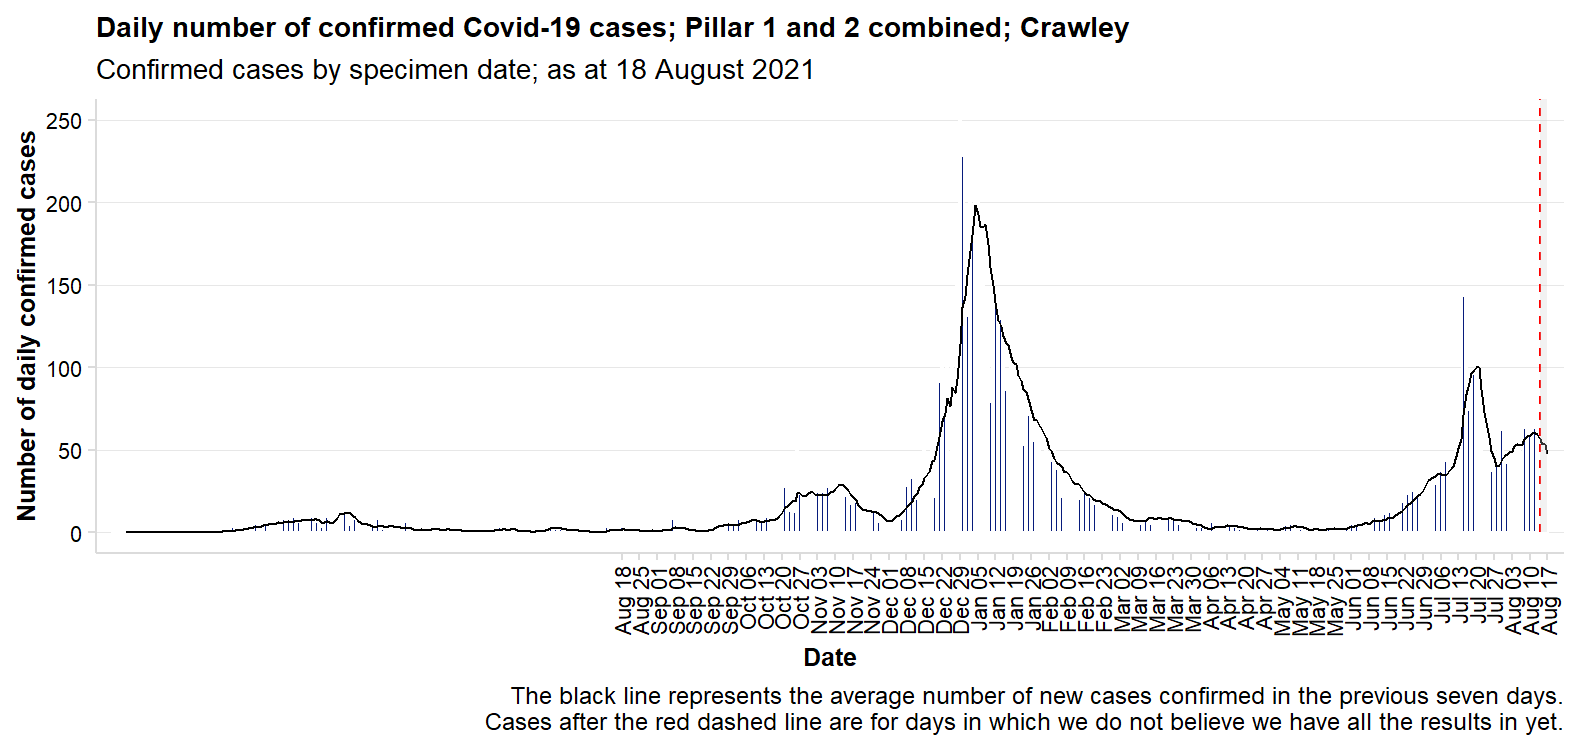 Daily number of confirmed Covid-19 cases; Pillar 1 and 2 combined; Crawley
Confirmed cases by specimen date; as at 18 August 2021
Number of daily confirmed cases
250
200
150
100
50
0
Aug 18
Aug 25
Sep 01
Sep 08
Sep 15
Sep 22
Sep 29
Oct 06
Oct 13
Oct 20
Oct 27
Nov 03
Nov 10
Nov 17
Nov 24
Dec 01
Dec 08
Dec 15
Dec 22
Dec 29
Jan 05
Jan 12
Jan 19
Jan 26
Feb 02
Feb 09
Feb 16
Feb 23
Mar 02
Mar 09
Mar 16
Mar 23
Mar 30
Apr 06
Apr 13
Apr 20
Apr 27
May 04
May 11
May 18
May 25
Jun 01
Jun 08
Jun 15
Jun 22
Jun 29
Jul 06
Jul 13
Jul 20
Jul 27
Aug 03
Aug 10
Aug 17
Date
The black line represents the average number of new cases confirmed in the previous seven days.
Cases after the red dashed line are for days in which we do not believe we have all the results in yet.